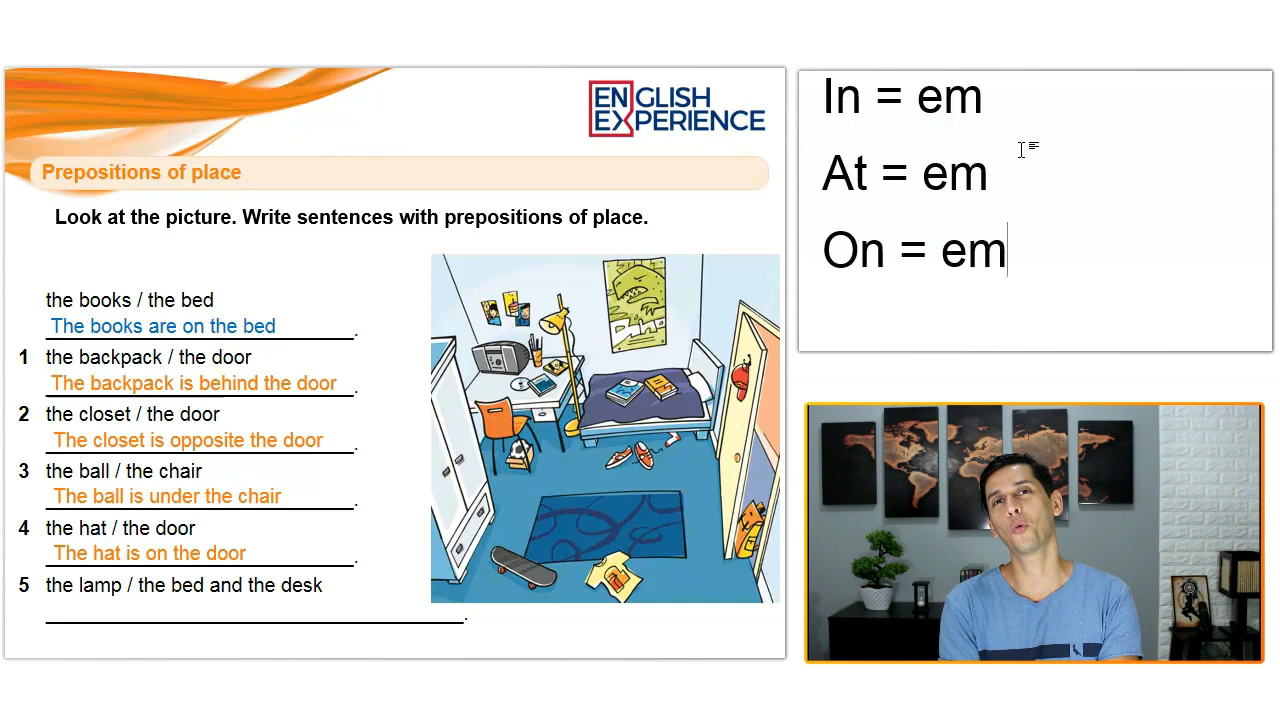 ENGLISH
EXPERIENCE
Prepositions of place
Look at the picture. Write sentences with prepositions of place.
the books / the bed
The books are on the bed.
1 the backpack / the door
The backpack is behind the door.
2 the closet / the door
The closet is opposite the door.
3 the ball / the chair
The ball is under the chair.
4 the hat / the door
The hat is on the door.
5 the lamp / the bed and the desk
In = em
At = em
On = em